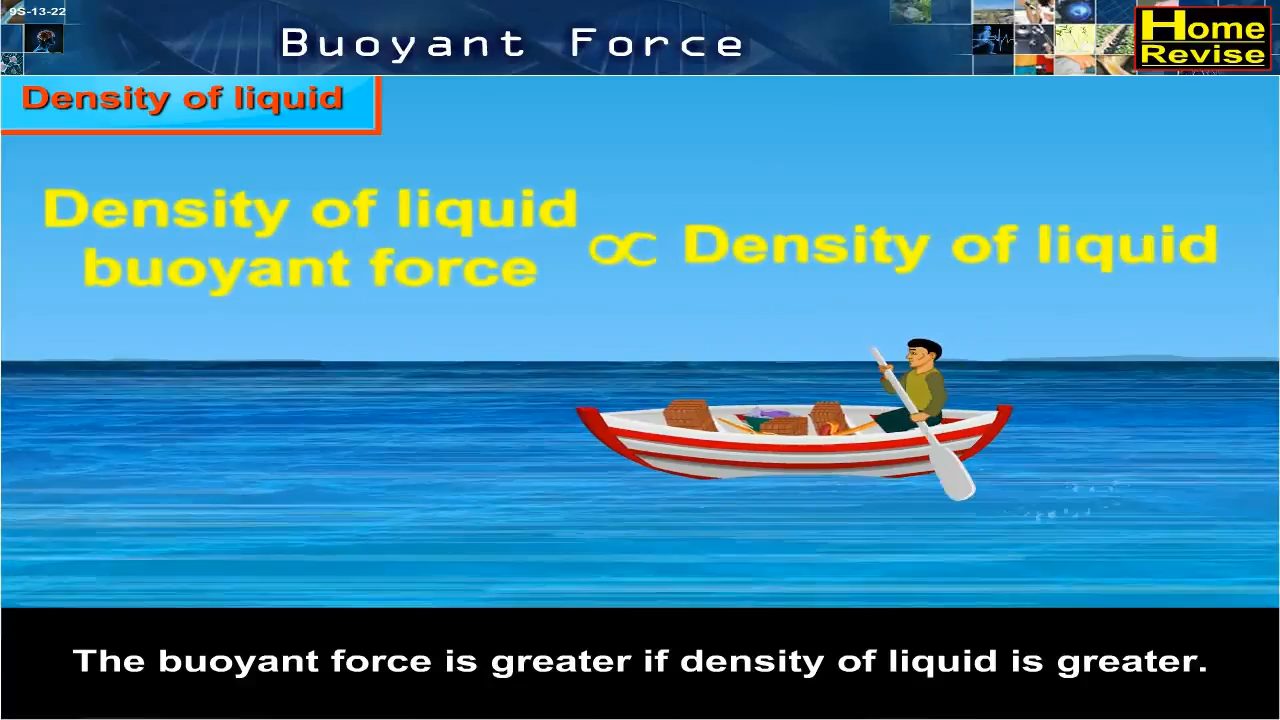 9S-13-22
Buoyant Force
Home
Revise
Density of liquid
Density of liquid
buoyant force
∝ Density of liquid
The buoyant force is greater if density of liquid is greater.